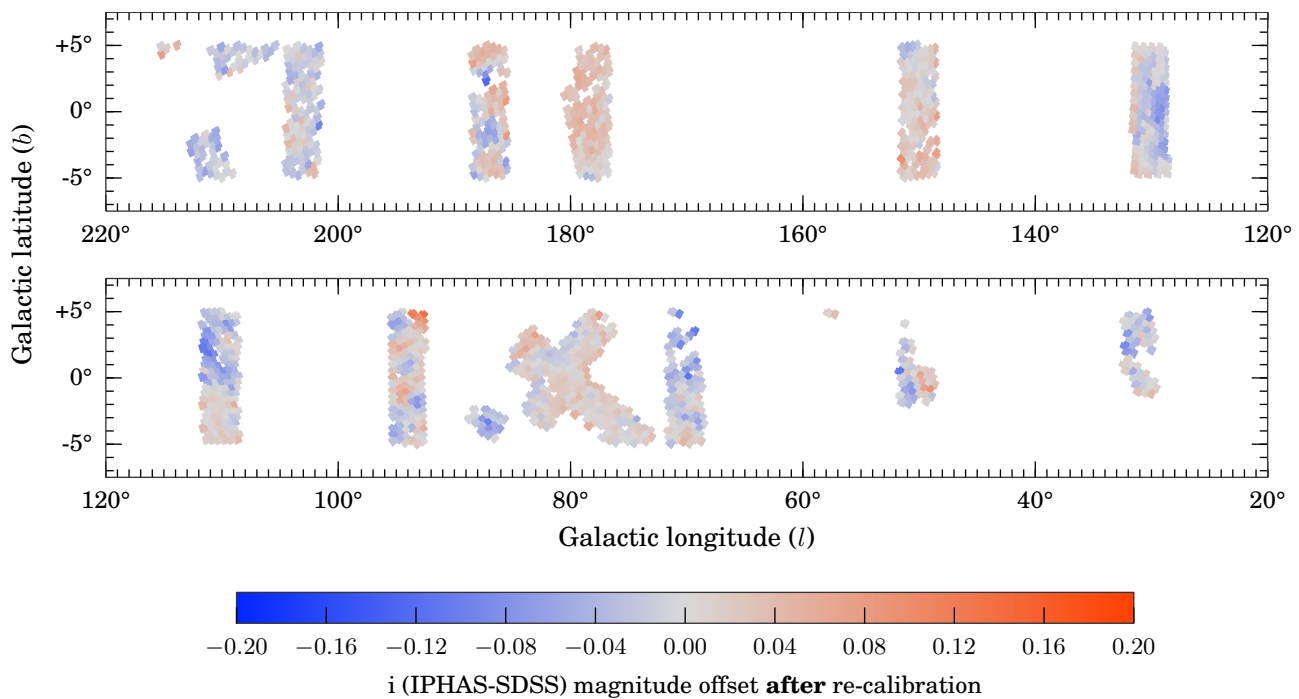 +5°
0°
-5°
220° 200° 180° 160° 140° 120°
Galactic latitude (b)
+5°
0°
-5°
120° 100° 80° 60° 40° 20°
Galactic longitude (l)
−0.20 −0.16 −0.12 −0.08 −0.04 0.00 0.04 0.08 0.12 0.16 0.20
i (IPHAS-SDSS) magnitude offset after re-calibration